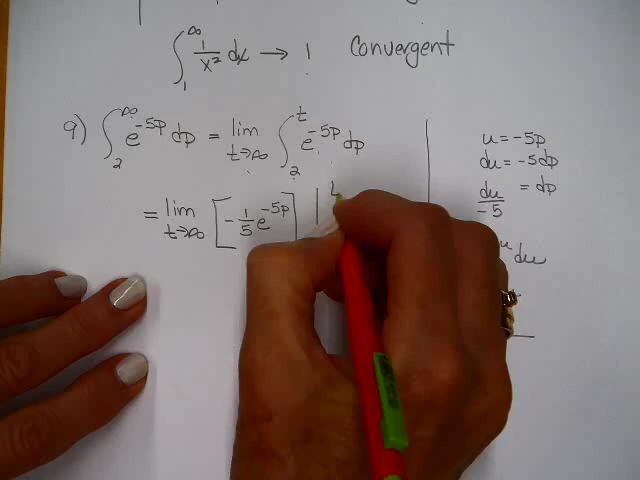 ∫₁^∞ 1/x² dx → 1 Convergent
9) ∫₂^∞ e^-5p dp = lim t→∞ ∫₂^t e^-5p dp
= lim t→∞ [-1/5 e^-5p] |
u = -5p
du = -5dp
du/-5 = dp
du